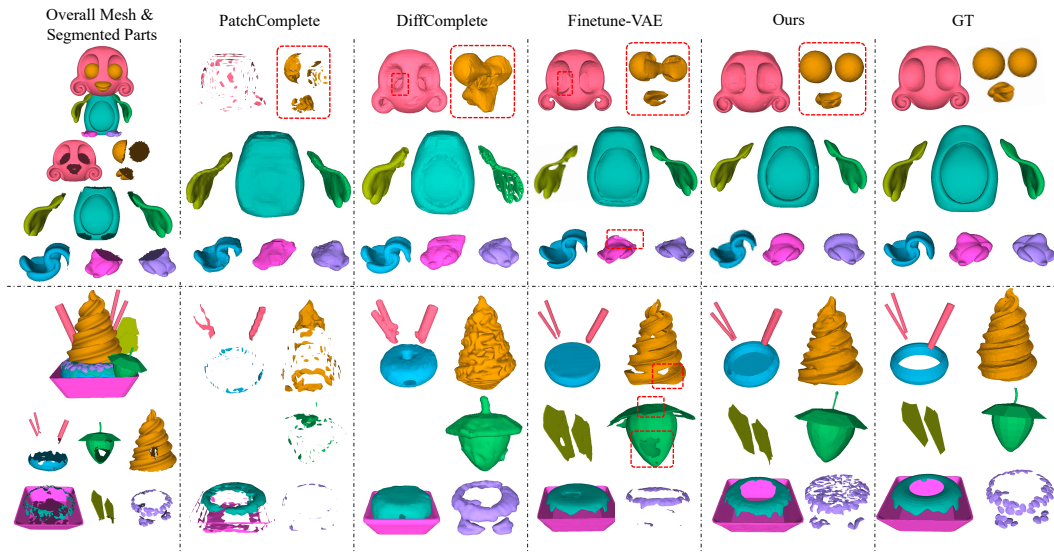 Overall Mesh &
Segmented Parts
PatchComplete
DiffComplete
Finetune-VAE
Ours
GT